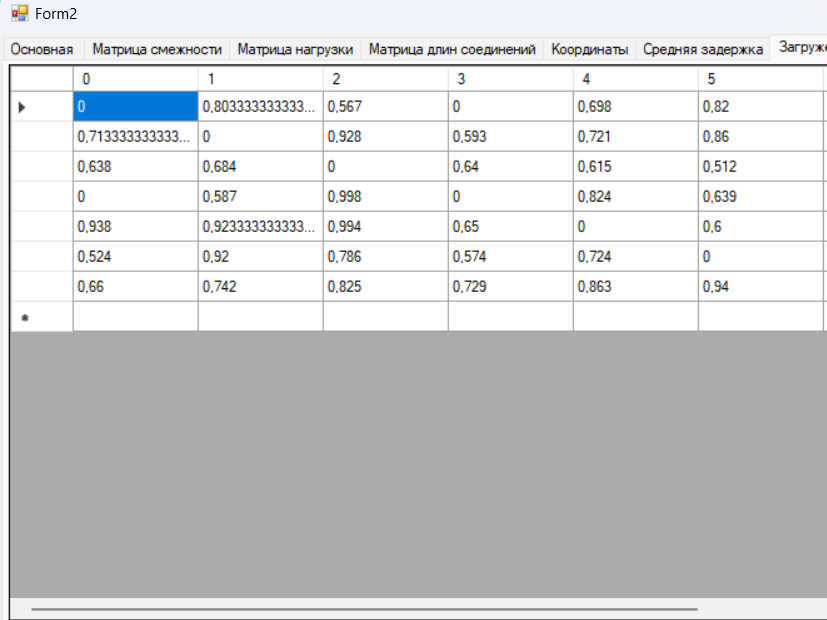 Form2
Основная Матрица смежности Матрица нагрузки Матрица длин соединений Координаты Средняя задержка Загруже
0 1 2 3 4 5
0 0,803333333333... 0,567 0 0,698 0,82
0,713333333333... 0 0,928 0,593 0,721 0,86
0,638 0,684 0 0,64 0,615 0,512
0 0,587 0,998 0 0,824 0,639
0,938 0,923333333333... 0,994 0,65 0 0,6
0,524 0,92 0,786 0,574 0,724 0
0,66 0,742 0,825 0,729 0,863 0,94